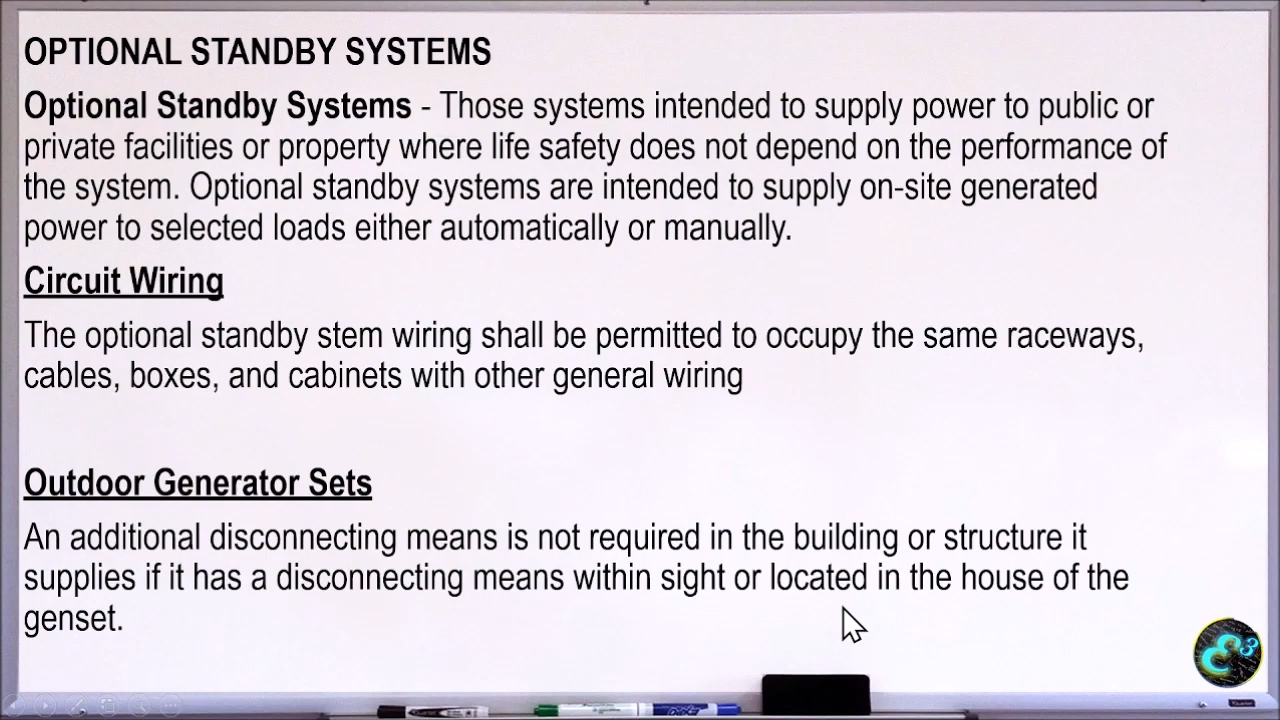 OPTIONAL STANDBY SYSTEMS
Optional Standby Systems - Those systems intended to supply power to public or
private facilities or property where life safety does not depend on the performance of
the system. Optional standby systems are intended to supply on-site generated
power to selected loads either automatically or manually.
Circuit Wiring
The optional standby stem wiring shall be permitted to occupy the same raceways,
cables, boxes, and cabinets with other general wiring
Outdoor Generator Sets
An additional disconnecting means is not required in the building or structure it
supplies if it has a disconnecting means within sight or located in the house of the
genset.